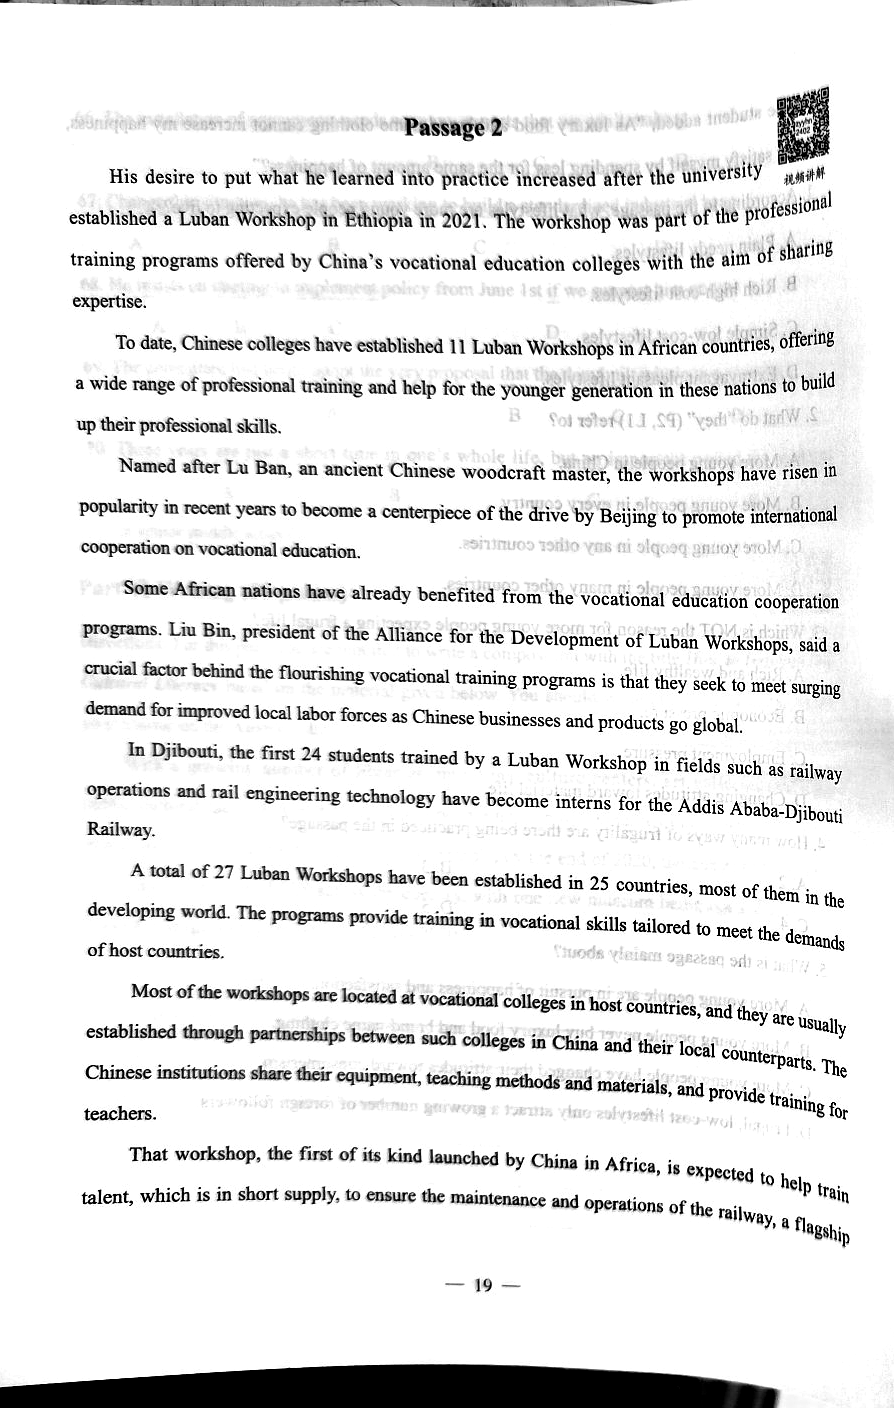 Passage 2
视频讲解
His desire to put what he learned into practice increased after the university
established a Luban Workshop in Ethiopia in 2021. The workshop was part of the professional
training programs offered by China's vocational education colleges with the aim of sharing
expertise.
To date, Chinese colleges have established 11 Luban Workshops in African countries, offering
a wide range of professional training and help for the younger generation in these nations to build
up their professional skills.
Named after Lu Ban, an ancient Chinese woodcraft master, the workshops have risen in
popularity in recent years to become a centerpiece of the drive by Beijing to promote international
cooperation on vocational education.
Some African nations have already benefited from the vocational education cooperation
programs. Liu Bin, president of the Alliance for the Development of Luban Workshops, said a
crucial factor behind the flourishing vocational training programs is that they seek to meet surging
demand for improved local labor forces as Chinese businesses and products go global.
In Djibouti, the first 24 students trained by a Luban Workshop in fields such as railway
operations and rail engineering technology have become interns for the Addis Ababa-Djibouti
Railway.
A total of 27 Luban Workshops have been established in 25 countries, most of them in the
developing world. The programs provide training in vocational skills tailored to meet the demands
of host countries.
Most of the workshops are located at vocational colleges in host countries, and they are usually
established through partnerships between such colleges in China and their local counterparts. The
Chinese institutions share their equipment, teaching methods and materials, and provide training for
teachers.
That workshop, the first of its kind launched by China in Africa, is expected to help train
talent, which is in short supply, to ensure the maintenance and operations of the railway, a flagship
— 19 —